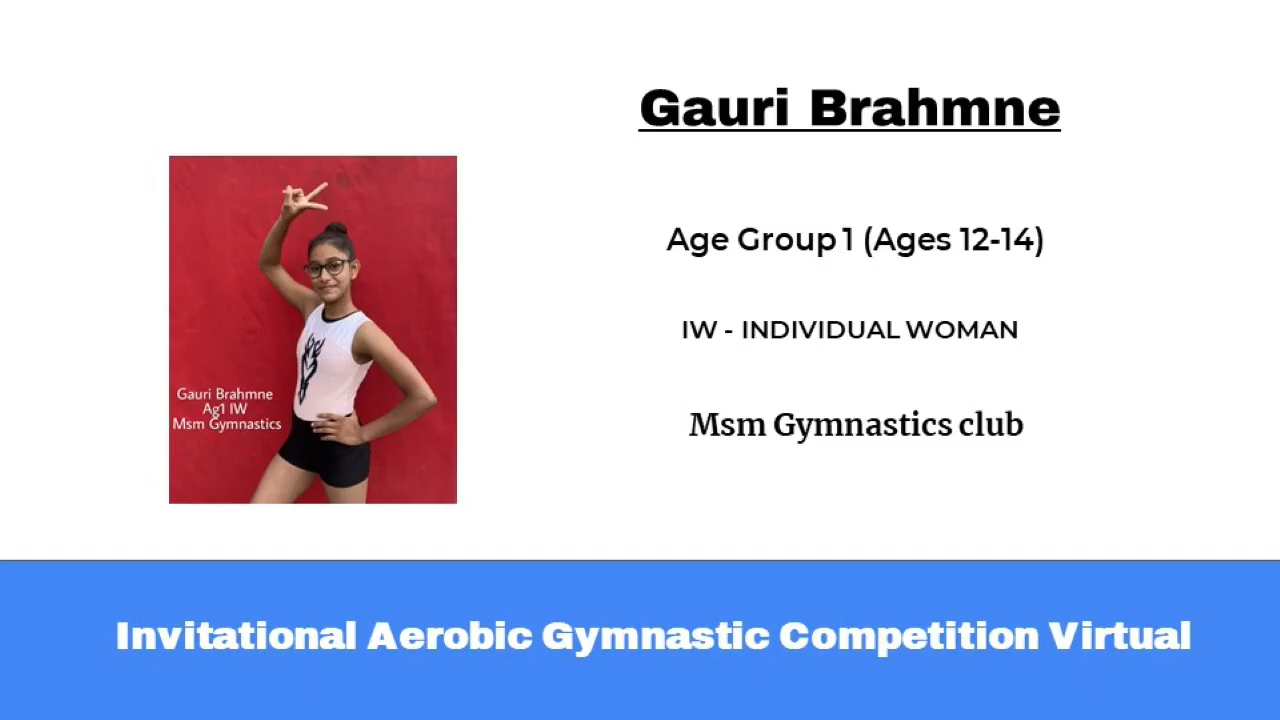 Gauri Brahmne
Age Group 1 (Ages 12-14)
IW - INDIVIDUAL WOMAN
Msm Gymnastics club
Gauri Brahmne
Ag1 IW
Msm Gymnastics
Invitational Aerobic Gymnastic Competition Virtual